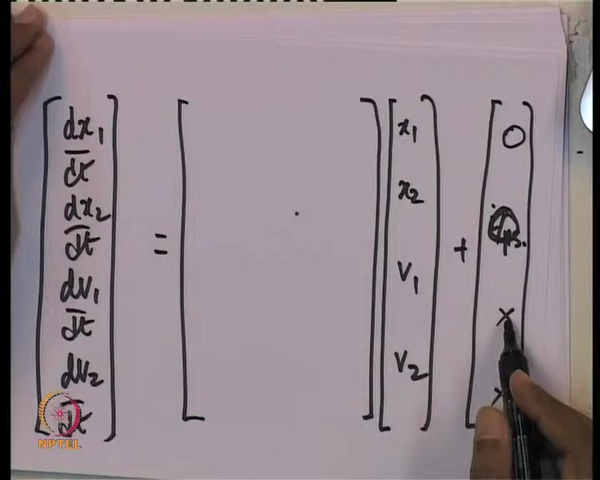 dx₁/dt
dx₂/dt
dv₁/dt
dv₂/dt
=
x₁
x₂
v₁
v₂
+
0
x
NPTEL